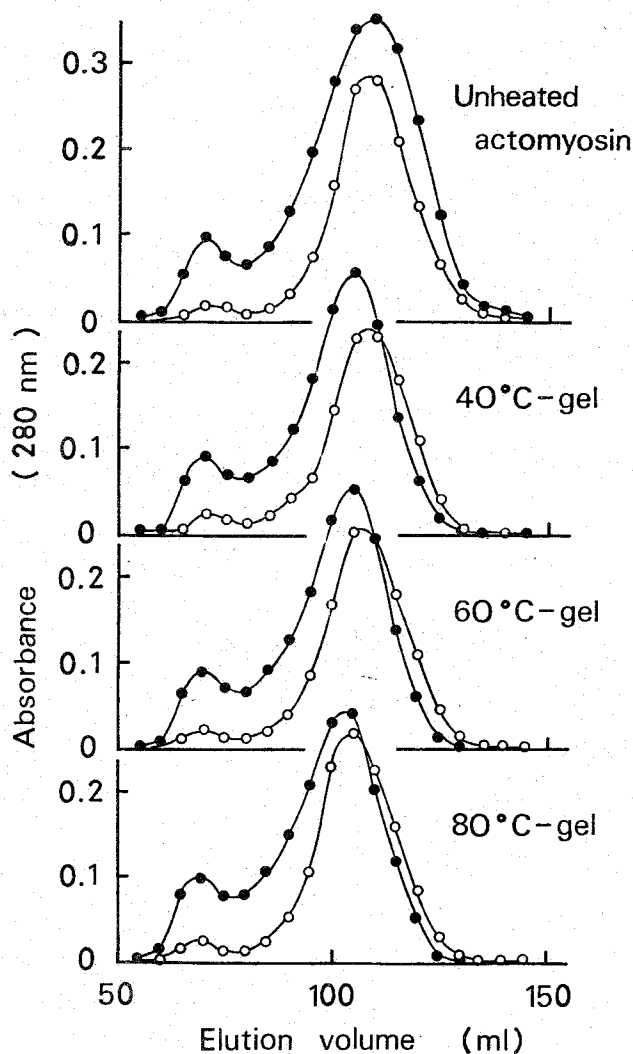 0.3
0.2
0.1
0
Unheated
actomyosin
0.2
0.1
0
40°C-gel
0.2
0.1
0
60°C-gel
0.2
0.1
0
80°C-gel
50
100
150
Elution volume (ml)
Absorbance (280 nm)